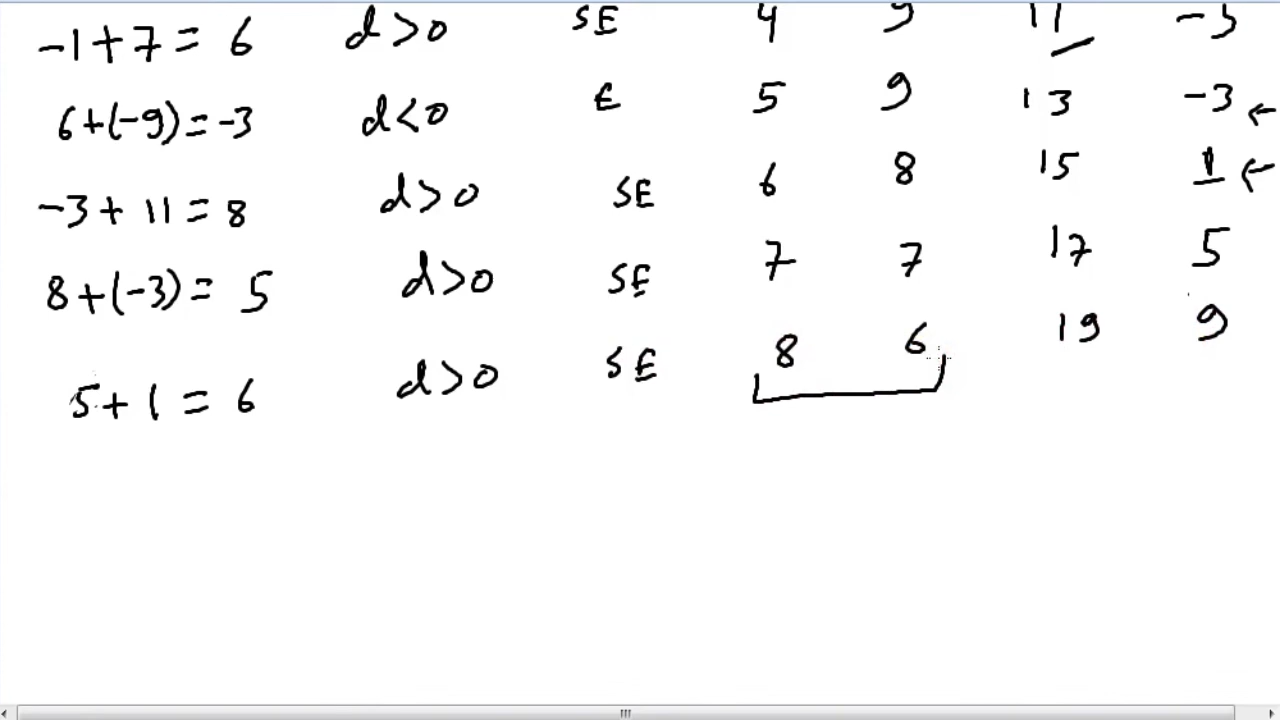 -1+7= 6 d>0 SE 4 9 11 -3
6+(-9)=-3 d<0 E 5 9 13 -3 ←
-3+ 11=8 d>0 SE 6 8 15 1 ←
8+(-3)= 5 d>0 SE 7 7 17 5
5+1= 6 d>0 SE 8 6 19 9